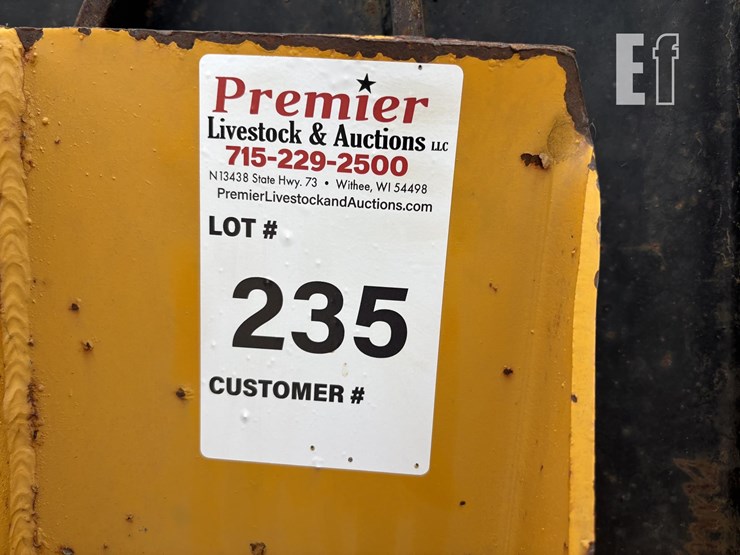 Ef
Premier
Livestock & Auctions LLC
715-229-2500
N13438 State Hwy. 73 • Withee, WI 54498
PremierLivestockandAuctions.com
LOT #
235
CUSTOMER #